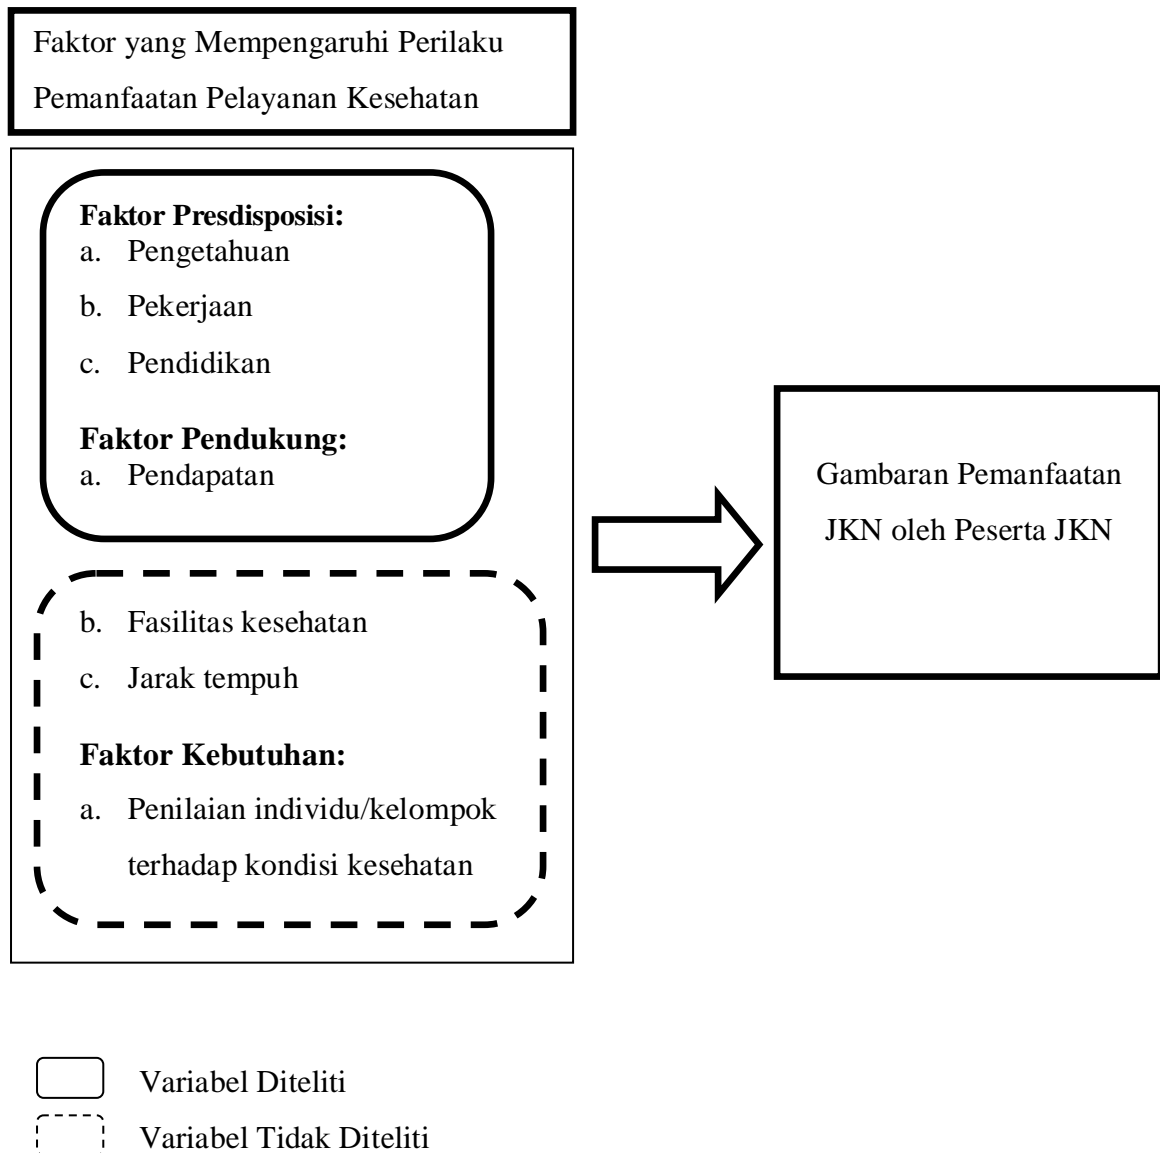 Faktor yang Mempengaruhi Perilaku
Pemanfaatan Pelayanan Kesehatan
Faktor Presdisposisi:
a. Pengetahuan
b. Pekerjaan
c. Pendidikan
Faktor Pendukung:
a. Pendapatan
b. Fasilitas kesehatan
c. Jarak tempuh
Faktor Kebutuhan:
a. Penilaian individu/kelompok
terhadap kondisi kesehatan
Gambaran Pemanfaatan
JKN oleh Peserta JKN
Variabel Diteliti
Variabel Tidak Diteliti